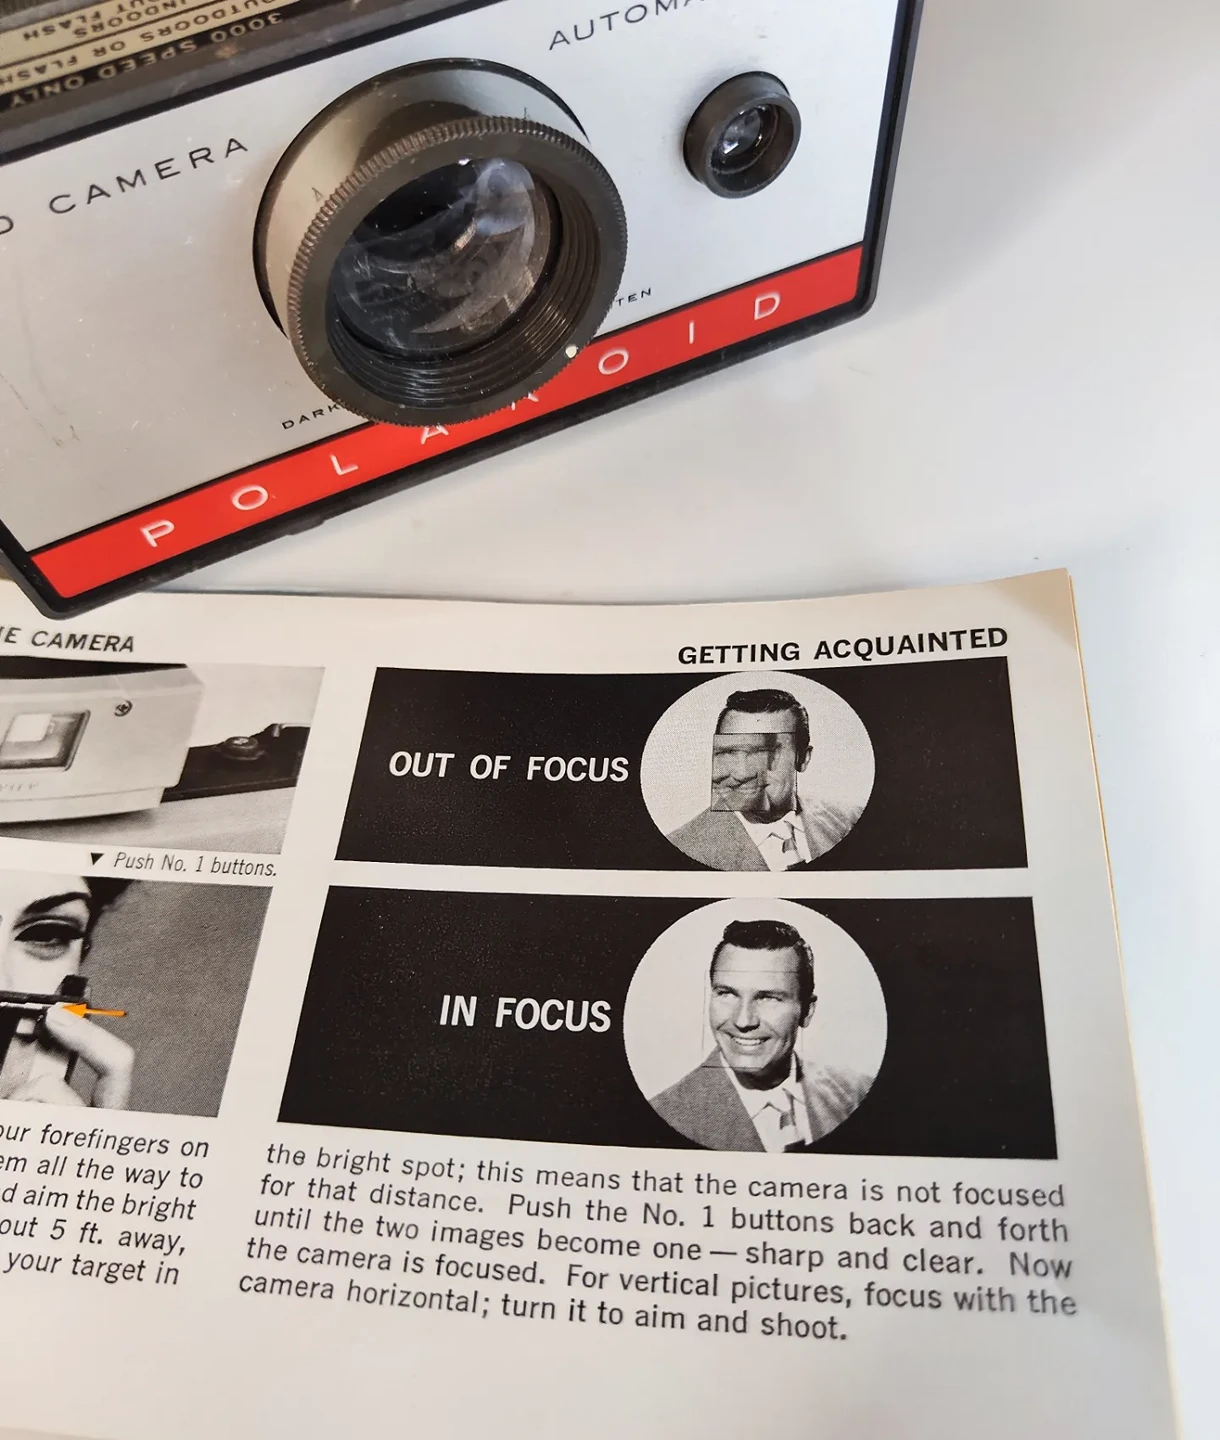 3000 SPEED ONLY
OUTDOORS OR FLASH
INDOORS
FLASH
CAMERA
DARK
TEN
POLAROID
CAMERA
GETTING ACQUAINTED
OUT OF FOCUS
▼ Push No. 1 buttons.
IN FOCUS
forefingers on
all the way to
aim the bright
5 ft. away,
your target in
the bright spot; this means that the camera is not focused
for that distance. Push the No. 1 buttons back and forth
until the two images become one — sharp and clear. Now
the camera is focused. For vertical pictures, focus with the
camera horizontal; turn it to aim and shoot.